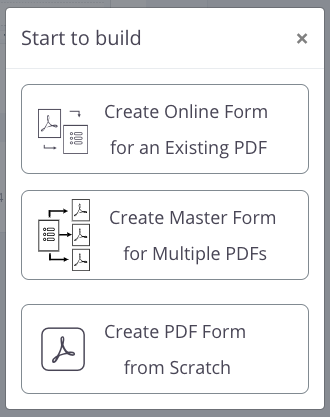 Start to build
×
Create Online Form
for an Existing PDF
Create Master Form
for Multiple PDFs
Create PDF Form
from Scratch